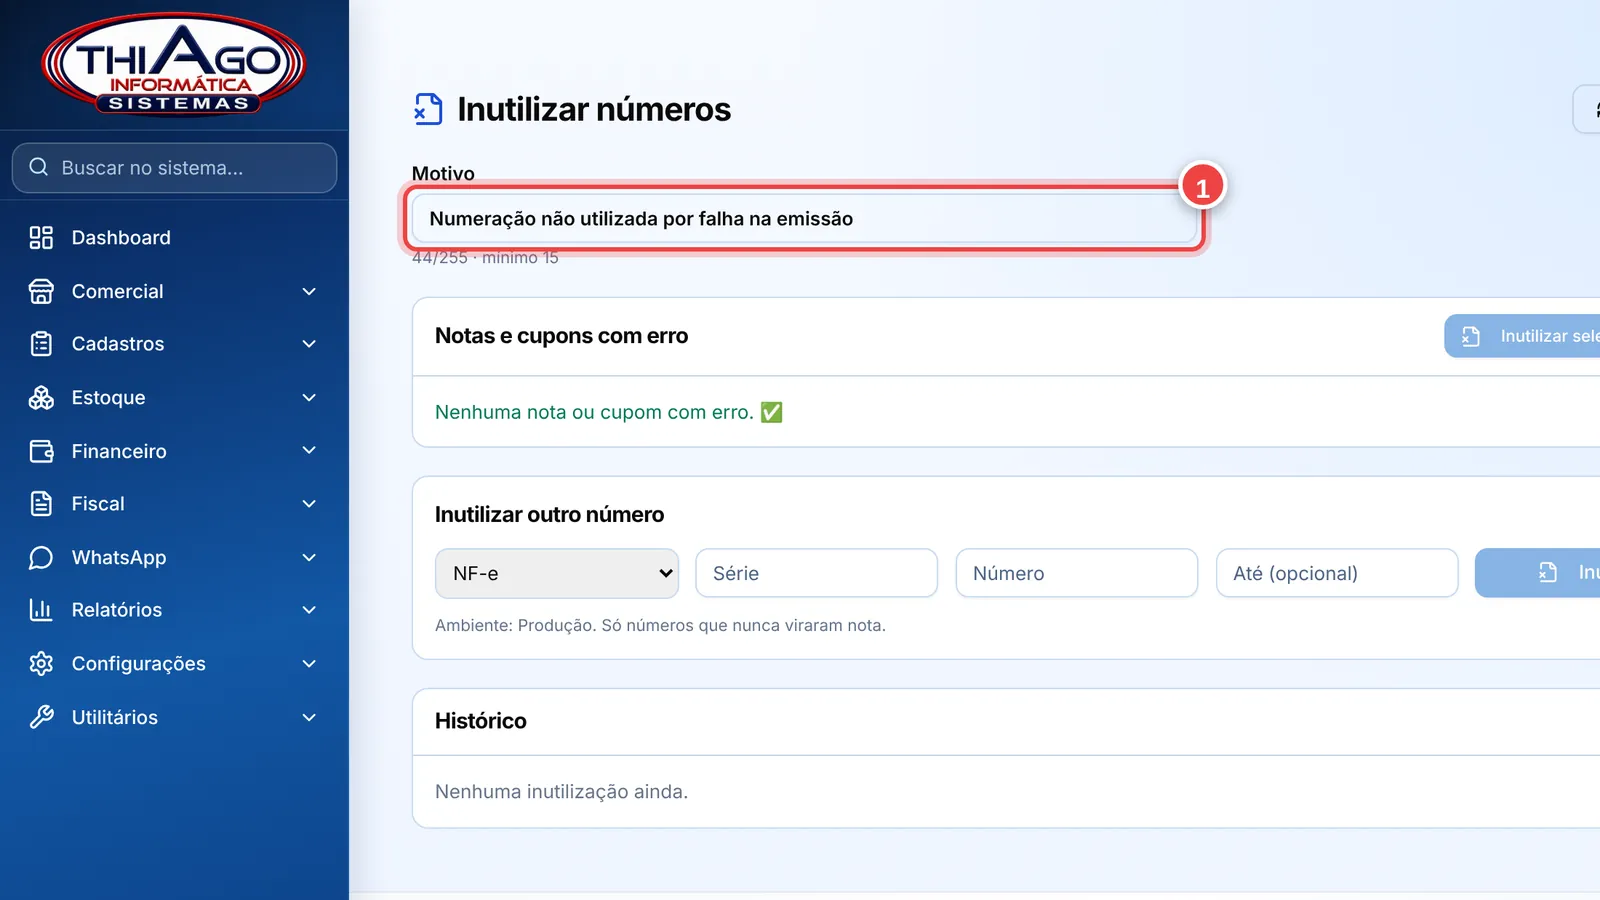 THIAGO
INFORMÁTICA
SISTEMAS
Buscar no sistema...
Dashboard
Comercial
Cadastros
Estoque
Financeiro
Fiscal
WhatsApp
Relatórios
Configurações
Utilitários
Inutilizar números
Motivo
1
Numeração não utilizada por falha na emissão
44/255 · mínimo 15
Notas e cupons com erro
Inutilizar sele
Nenhuma nota ou cupom com erro. ✅
Inutilizar outro número
NF-e
Série
Número
Até (opcional)
Inu
Ambiente: Produção. Só números que nunca viraram nota.
Histórico
Nenhuma inutilização ainda.